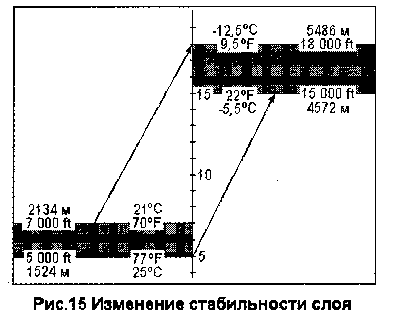 -12,5°C 5486 м
9,5°F 18 000 ft
15 22°F 15 000 ft
-5,5°C 4572 м
10
2134 м 21°C
7 000 ft 70°F
5 000 ft 77°F 5
1524 м 25°C
Рис.15 Изменение стабильности слоя